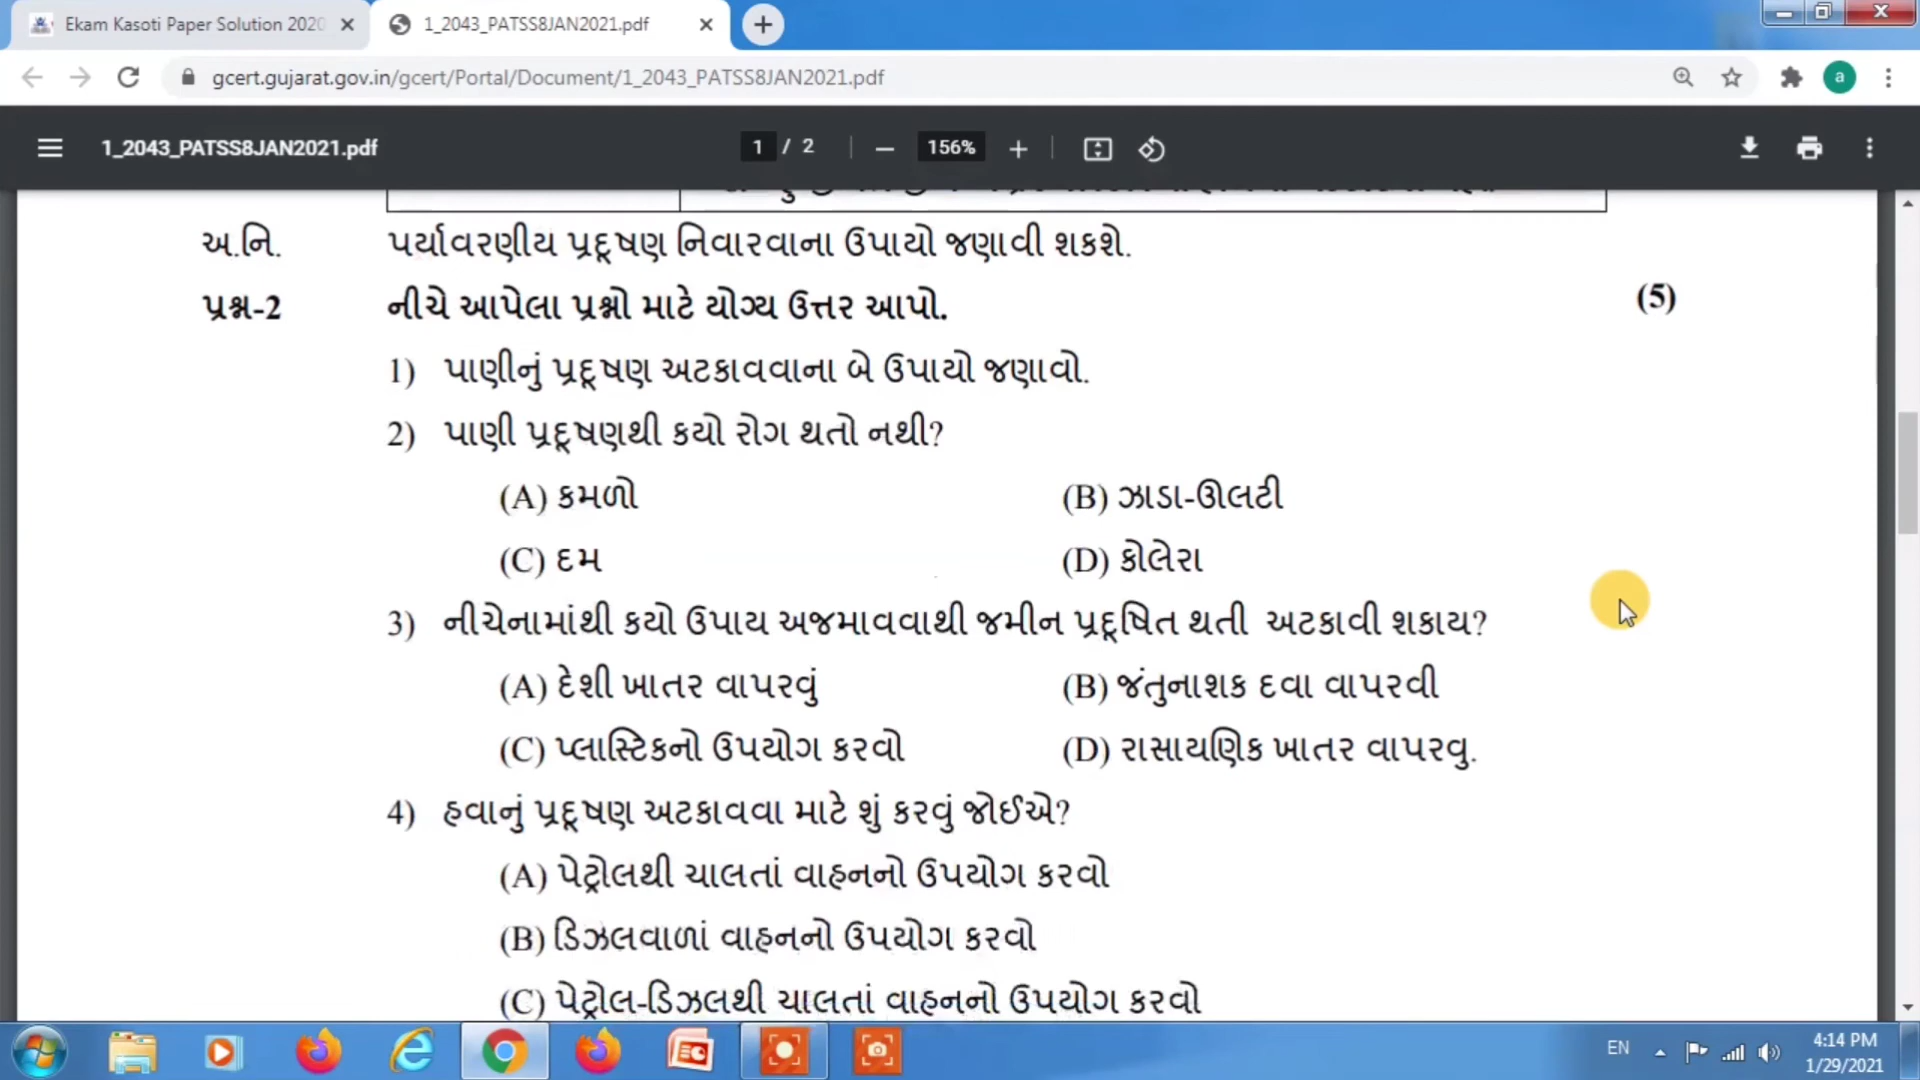 Ekam Kasoti Paper Solution 2020
1_2043_PATSS8JAN2021.pdf
gcert.gujarat.gov.in/gcert/Portal/Document/1_2043_PATSS8JAN2021.pdf
a
1_2043_PATSS8JAN2021.pdf
1 / 2
156%
અ.નિ. પર્યાવરણીય પ્રદૂષણ નિવારવાના ઉપાયો જણાવી શકશે.
પ્રશ્ન-2 નીચે આપેલા પ્રશ્નો માટે યોગ્ય ઉત્તર આપો. (5)
1) પાણીનું પ્રદૂષણ અટકાવવાના બે ઉપાયો જણાવો.
2) પાણી પ્રદૂષણથી કયો રોગ થતો નથી?
(A) કમળો (B) ઝાડા-ઊલટી
(C) દમ (D) કોલેરા
3) નીચેનામાંથી કયો ઉપાય અજમાવવાથી જમીન પ્રદૂષિત થતી અટકાવી શકાય?
(A) દેશી ખાતર વાપરવું (B) જંતુનાશક દવા વાપરવી
(C) પ્લાસ્ટિકનો ઉપયોગ કરવો (D) રાસાયણિક ખાતર વાપરવુ.
4) હવાનું પ્રદૂષણ અટકાવવા માટે શું કરવું જોઈએ?
(A) પેટ્રોલથી ચાલતાં વાહનનો ઉપયોગ કરવો
(B) ડિઝલવાળાં વાહનનો ઉપયોગ કરવો
(C) પેટ્રોલ-ડિઝલથી ચાલતાં વાહનનો ઉપયોગ કરવો
EN
4:14 PM
1/29/2021